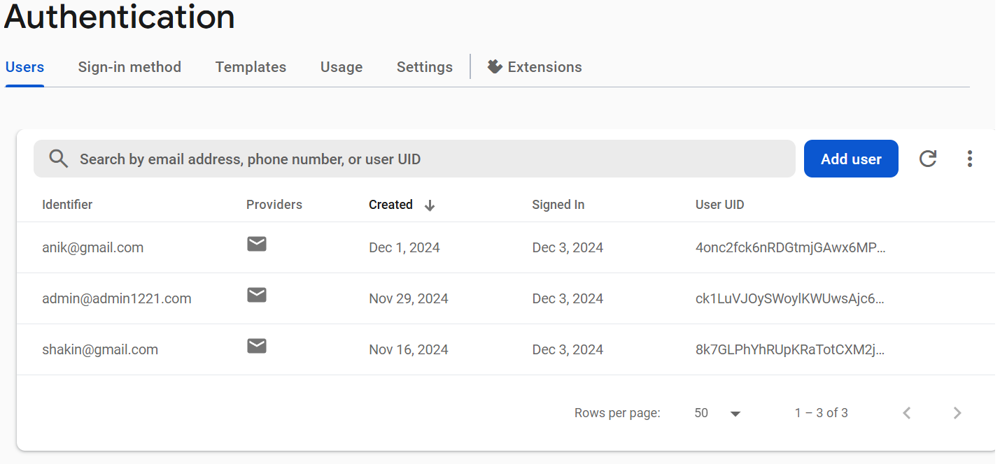 Authentication
Users Sign-in method Templates Usage Settings Extensions
Search by email address, phone number, or user UID Add user
Identifier Providers Created Signed In User UID
anik@gmail.com Dec 1, 2024 Dec 3, 2024 4onc2fck6nRDGtmjGAwx6MP...
admin@admin1221.com Nov 29, 2024 Dec 3, 2024 ck1LuVJOySWoylKWUwsAjc6...
shakin@gmail.com Nov 16, 2024 Dec 3, 2024 8k7GLPhYhRUpKRaTotCXM2j...
Rows per page: 50 1 – 3 of 3